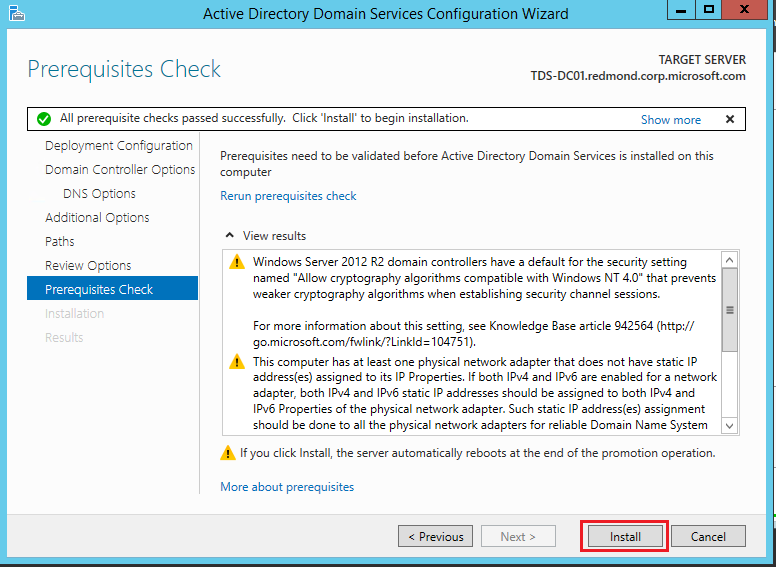 Active Directory Domain Services Configuration Wizard
Prerequisites Check
TARGET SERVER
TDS-DC01.redmond.corp.microsoft.com
All prerequisite checks passed successfully. Click 'Install' to begin installation.
Show more
Deployment Configuration
Domain Controller Options
DNS Options
Additional Options
Paths
Review Options
Prerequisites Check
Installation
Results
Prerequisites need to be validated before Active Directory Domain Services is installed on this
computer
Rerun prerequisites check
View results
Windows Server 2012 R2 domain controllers have a default for the security setting
named "Allow cryptography algorithms compatible with Windows NT 4.0" that prevents
weaker cryptography algorithms when establishing security channel sessions.
For more information about this setting, see Knowledge Base article 942564 (http://
go.microsoft.com/fwlink/?LinkId=104751).
This computer has at least one physical network adapter that does not have static IP
address(es) assigned to its IP Properties. If both IPv4 and IPv6 are enabled for a network
adapter, both IPv4 and IPv6 static IP addresses should be assigned to both IPv4 and
IPv6 Properties of the physical network adapter. Such static IP address(es) assignment
should be done to all the physical network adapters for reliable Domain Name System
If you click Install, the server automatically reboots at the end of the promotion operation.
More about prerequisites
< Previous
Next >
Install
Cancel